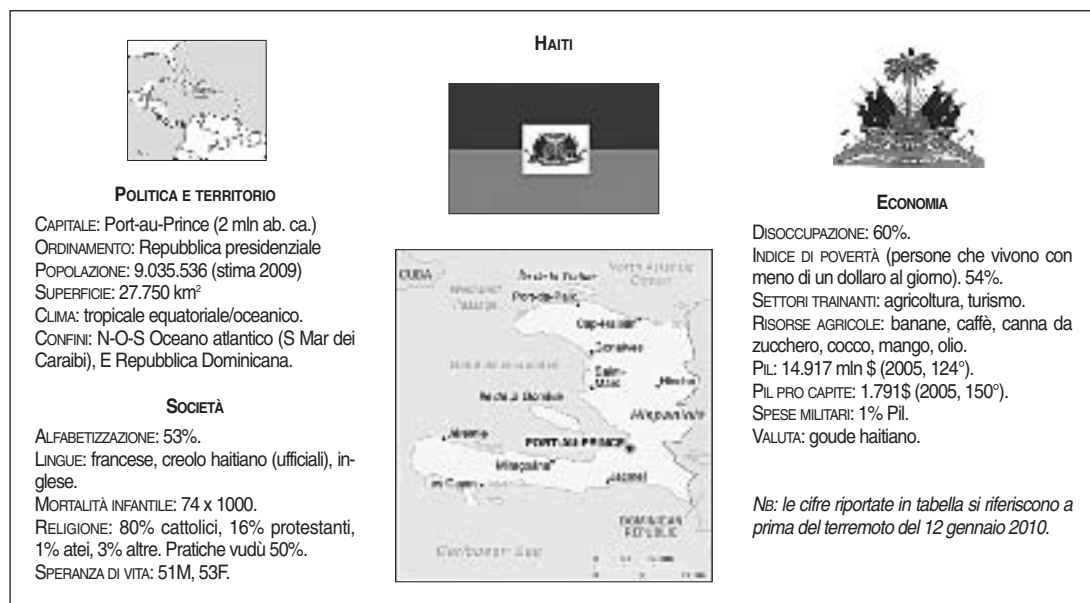 HAITI
POLITICA E TERRITORIO
CAPITALE: Port-au-Prince (2 mln ab. ca.)
ORDINAMENTO: Repubblica presidenziale
POPOLAZIONE: 9.035.536 (stima 2009)
SUPERFICIE: 27.750 km²
CLIMA: tropicale equatoriale/oceanico.
CONFINI: N-O-S Oceano atlantico (S Mar dei
Caraibi), E Repubblica Dominicana.
SOCIETÀ
ALFABETIZZAZIONE: 53%.
LINGUE: francese, creolo haitiano (ufficiali), in-
glese.
MORTALITÀ INFANTILE: 74 x 1000.
RELIGIONE: 80% cattolici, 16% protestanti,
1% atei, 3% altre. Pratiche vudù 50%.
SPERANZA DI VITA: 51M, 53F.
CUBA
North Atlantic
Ocean
Port-de-Paix
Cap-Haïtien
Gonaïves
Saint-
Marc
Hinche
Hispaniola
Jérémie
PORT-AU-PRINCE
Miragoâne
Jacmel
Les Cayes
DOMINICAN
REPUBLIC
Caribbean Sea
ECONOMIA
DISOCCUPAZIONE: 60%.
INDICE DI POVERTÀ (persone che vivono con
meno di un dollaro al giorno). 54%.
SETTORI TRAINANTI: agricoltura, turismo.
RISORSE AGRICOLE: banane, caffè, canna da
zucchero, cocco, mango, olio.
PIL: 14.917 mln $ (2005, 124°).
PIL PRO CAPITE: 1.791$ (2005, 150°).
SPESE MILITARI: 1% Pil.
VALUTA: goude haitiano.
NB: le cifre riportate in tabella si riferiscono a
prima del terremoto del 12 gennaio 2010.